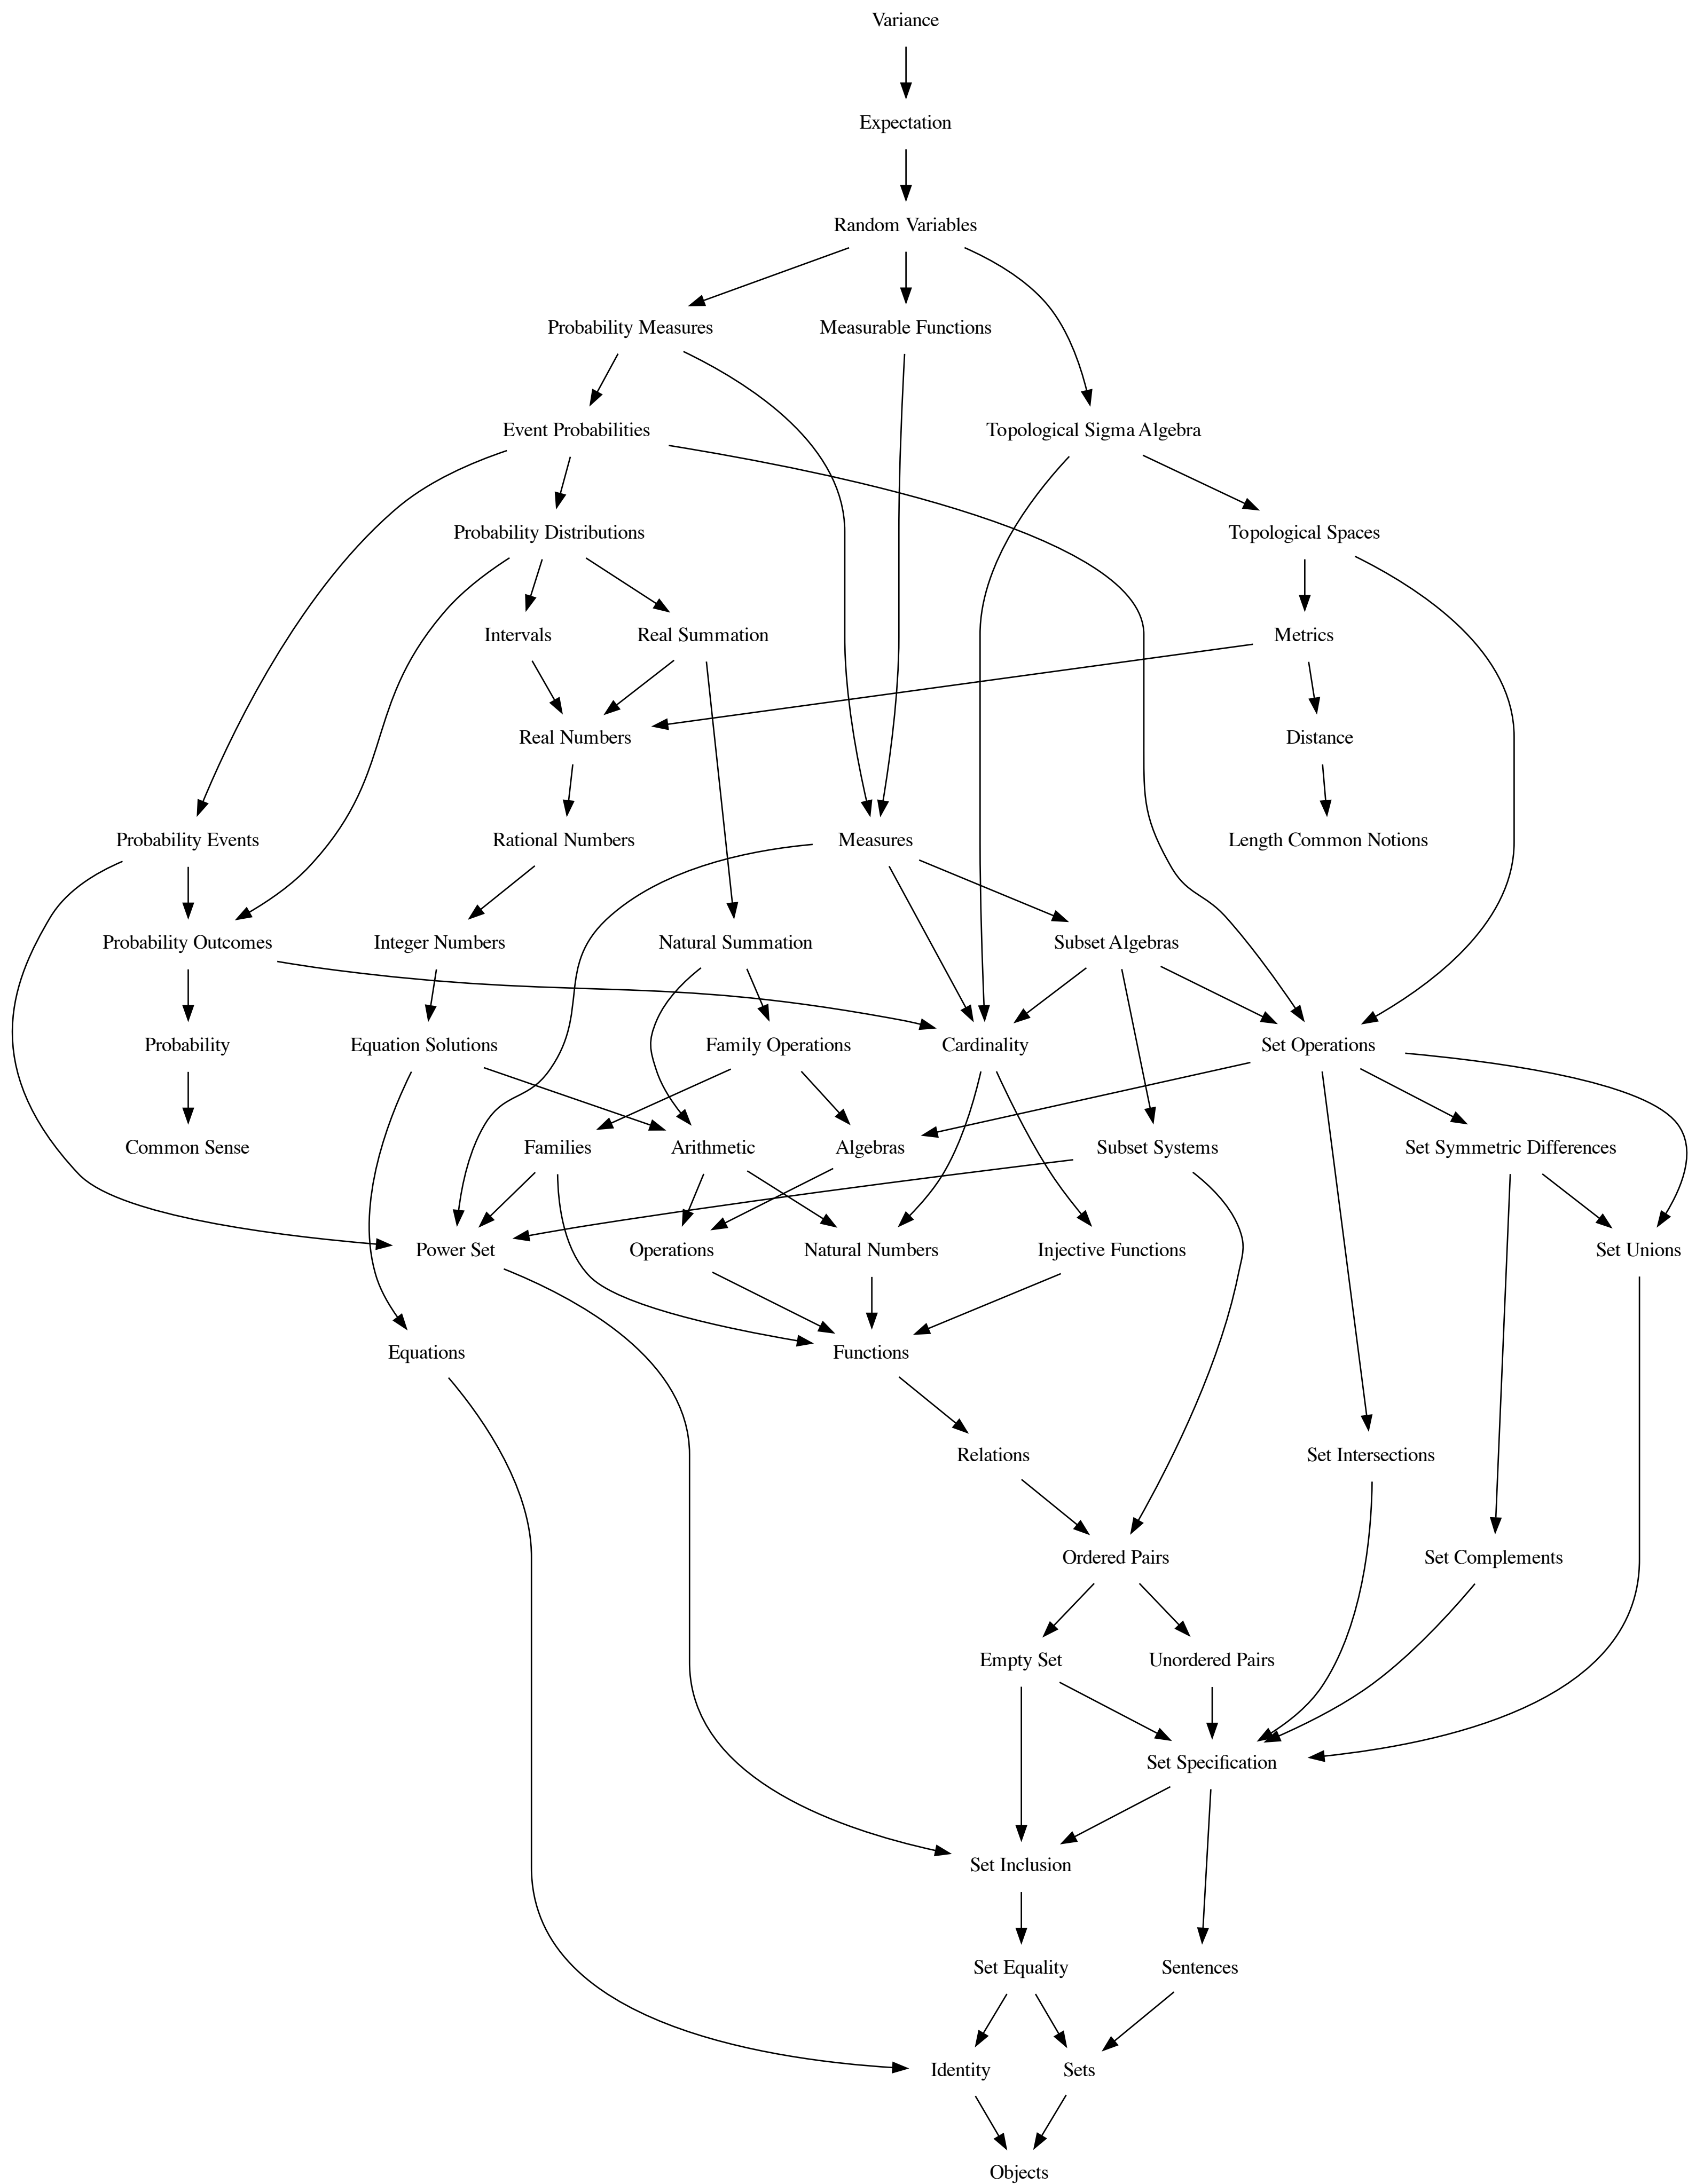 Variance
Expectation
Random Variables
Probability Measures
Measurable Functions
Event Probabilities
Topological Sigma Algebra
Probability Distributions
Topological Spaces
Intervals
Real Summation
Metrics
Real Numbers
Distance
Probability Events
Rational Numbers
Measures
Length Common Notions
Probability Outcomes
Integer Numbers
Natural Summation
Subset Algebras
Probability
Equation Solutions
Family Operations
Cardinality
Set Operations
Common Sense
Families
Arithmetic
Algebras
Subset Systems
Set Symmetric Differences
Power Set
Operations
Natural Numbers
Injective Functions
Set Unions
Equations
Functions
Relations
Set Intersections
Ordered Pairs
Set Complements
Empty Set
Unordered Pairs
Set Specification
Set Inclusion
Set Equality
Sentences
Identity
Sets
Objects